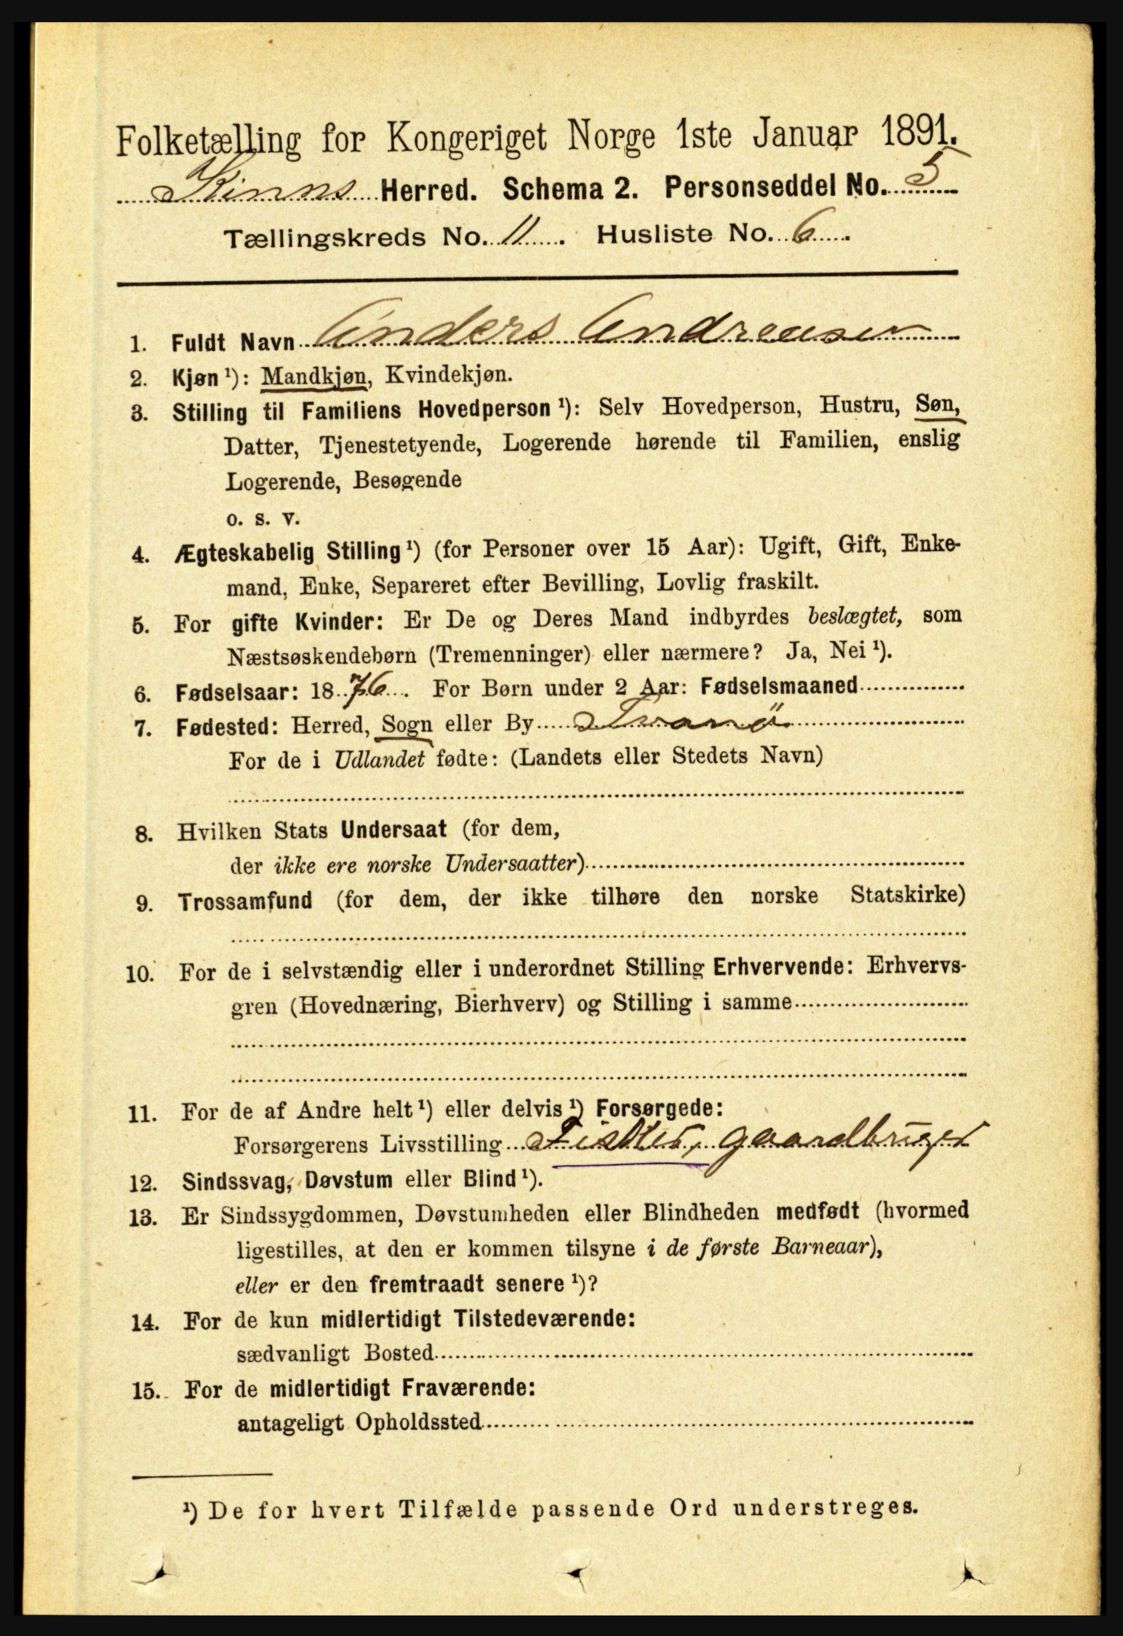 Folketælling for Kongeriget Norge 1ste Januar 1891.
Kinns Herred. Schema 2. Personseddel No. 5
Tællingskreds No. 11. Husliste No. 6.
1. Fuldt Navn Anders Andreasen
2. Kjøn ¹): Mandkjøn, Kvindekjøn.
3. Stilling til Familiens Hovedperson ¹): Selv Hovedperson, Hustru, Søn,
Datter, Tjenestetyende, Logerende hørende til Familien, enslig
Logerende, Besøgende
o. s. v.
4. Ægteskabelig Stilling ¹) (for Personer over 15 Aar): Ugift, Gift, Enke-
mand, Enke, Separeret efter Bevilling, Lovlig fraskilt.
5. For gifte Kvinder: Er De og Deres Mand indbyrdes beslægtet, som
Næstsøskendebørn (Tremenninger) eller nærmere? Ja, Nei ¹).
6. Fødselsaar: 1876. For Børn under 2 Aar: Fødselsmaaned
7. Fødested: Herred, Sogn eller By Svanø
For de i Udlandet fødte: (Landets eller Stedets Navn)
8. Hvilken Stats Undersaat (for dem,
der ikke ere norske Undersaatter)
9. Trossamfund (for dem, der ikke tilhøre den norske Statskirke)
10. For de i selvstændig eller i underordnet Stilling Erhvervende: Erhvervs-
gren (Hovednæring, Bierhverv) og Stilling i samme
11. For de af Andre helt ¹) eller delvis ¹) Forsørgede:
Forsørgerens Livsstilling Fisker, gaardbruger
12. Sindssvag, Døvstum eller Blind ¹).
13. Er Sindssygdommen, Døvstumheden eller Blindheden medfødt (hvormed
ligestilles, at den er kommen tilsyne i de første Barneaar),
eller er den fremtraadt senere ¹)?
14. For de kun midlertidigt Tilstedeværende:
sædvanligt Bosted
15. For de midlertidigt Fraværende:
antageligt Opholdssted
¹) De for hvert Tilfælde passende Ord understreges.